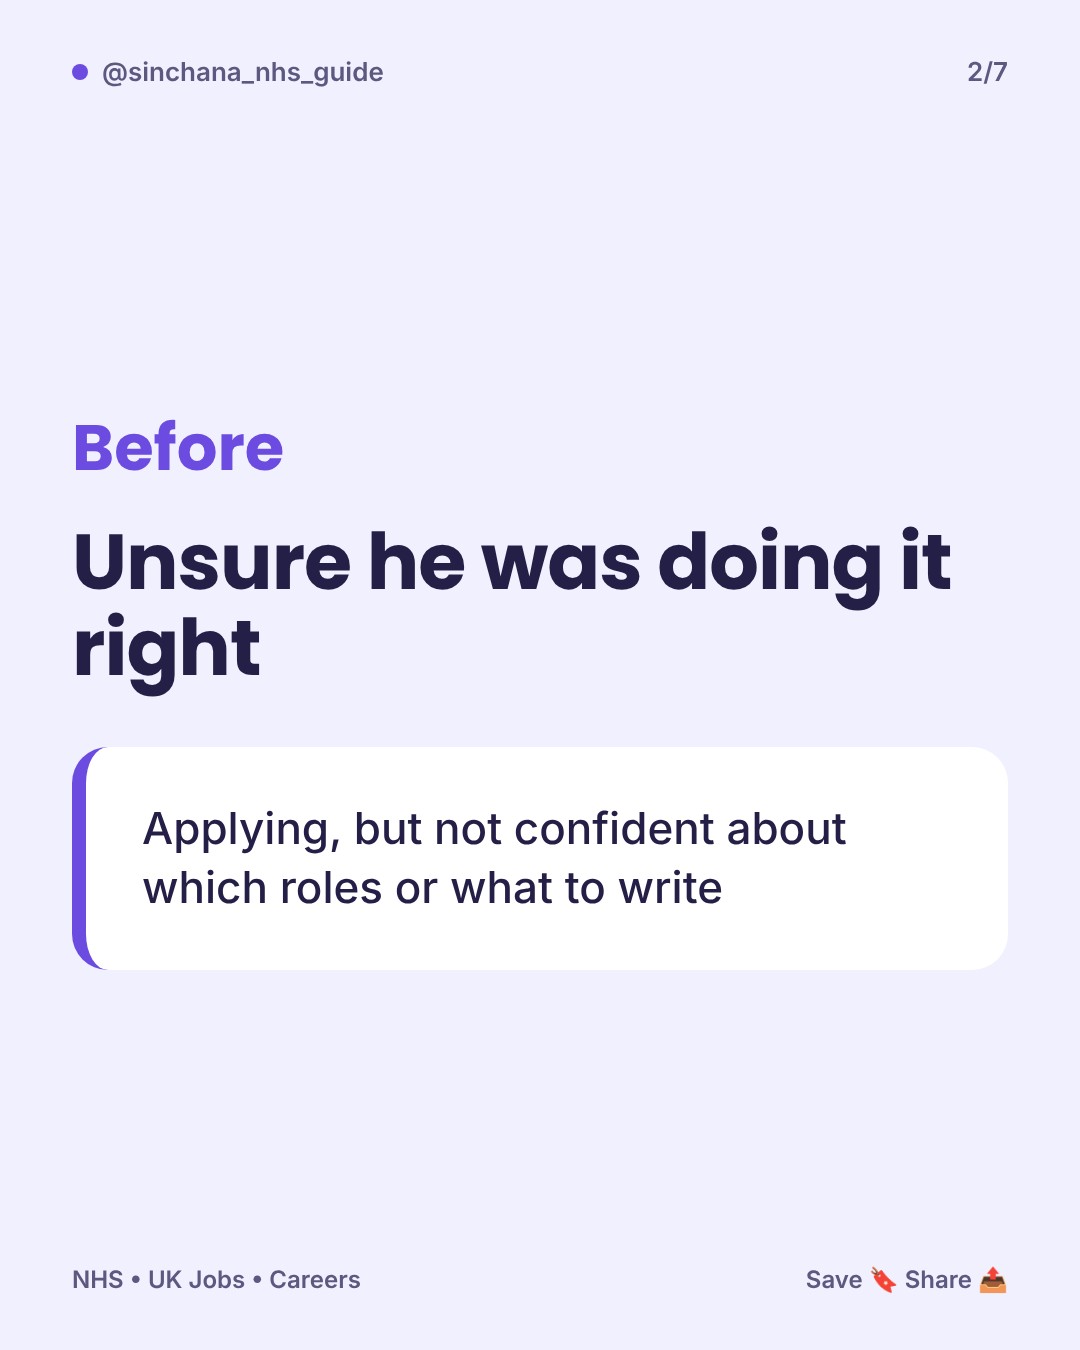 @sinchana_nhs_guide
2/7
Before
Unsure he was doing it
right
Applying, but not confident about
which roles or what to write
NHS • UK Jobs • Careers
Save 🔖 Share 📤